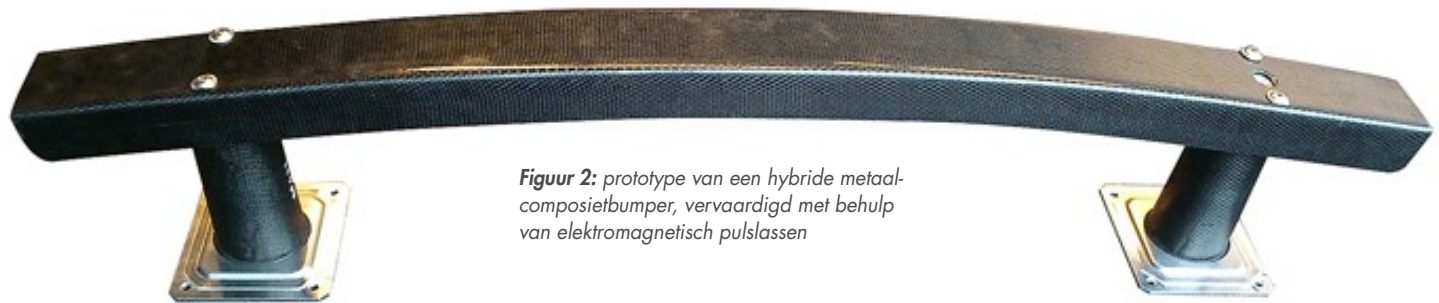 Figuur 2: prototype van een hybride metaal-
composietbumper, vervaardigd met behulp
van elektromagnetisch pulslassen